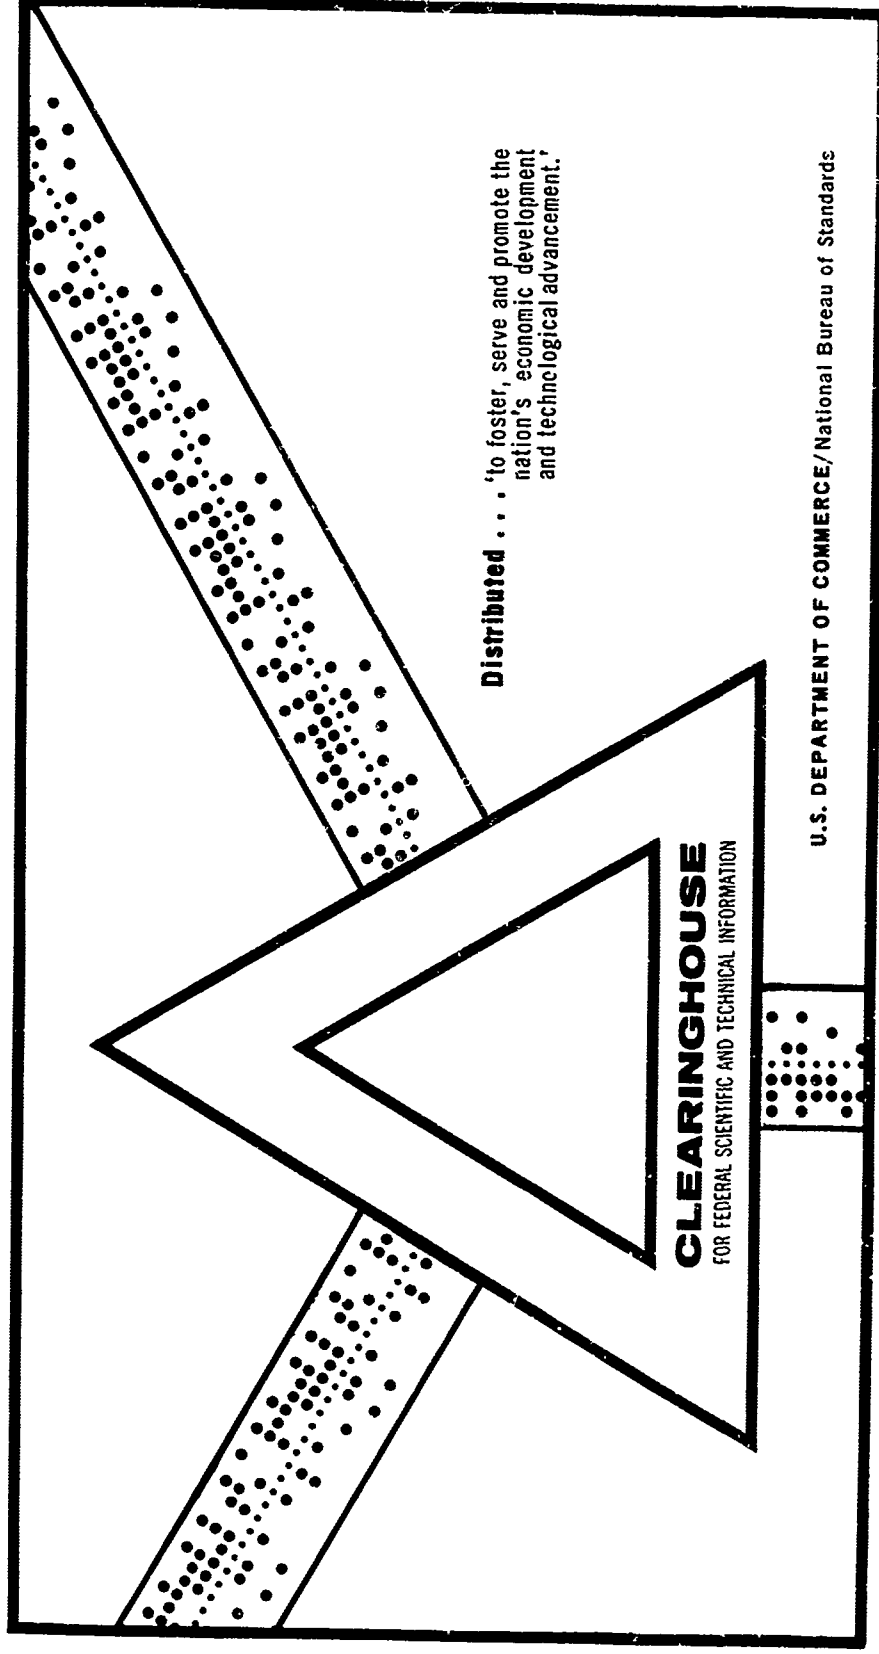 Distributed . . . 'to foster, serve and promote the
nation's economic development
and technological advancement.'
CLEARINGHOUSE
FOR FEDERAL SCIENTIFIC AND TECHNICAL INFORMATION
U.S. DEPARTMENT OF COMMERCE/National Bureau of Standards